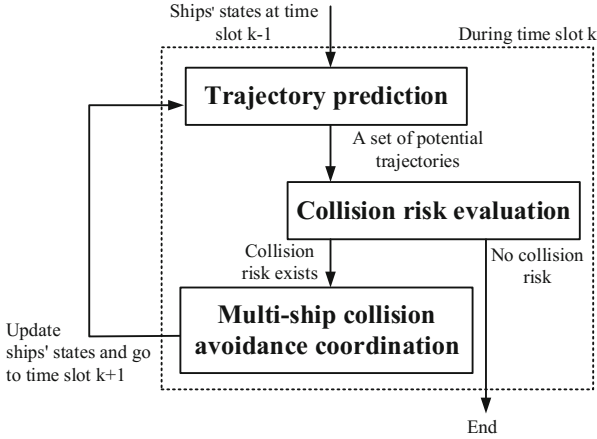 Ships' states at time
slot k-1
During time slot k
Trajectory prediction
A set of potential
trajectories
Collision risk evaluation
Collision
risk exists
No collision
risk
Multi-ship collision
avoidance coordination
Update
ships' states and go
to time slot k+1
End